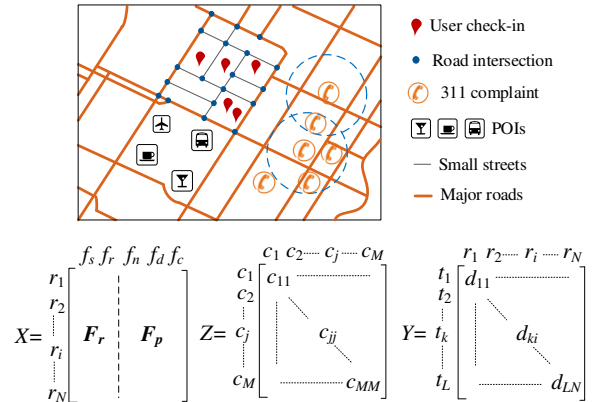 User check-in
Road intersection
311 complaint
POIs
Small streets
Major roads
f_s f_r f_n f_d f_c
r_1
r_2
r_i
r_N
X=
F_r F_p
c_1 c_2 c_j c_M
c_1
c_2
c_j
c_M
Z=
c_11
c_jj
c_MM
r_1 r_2 r_i r_N
t_1
t_2
t_k
t_L
Y=
d_11
d_ki
d_LN